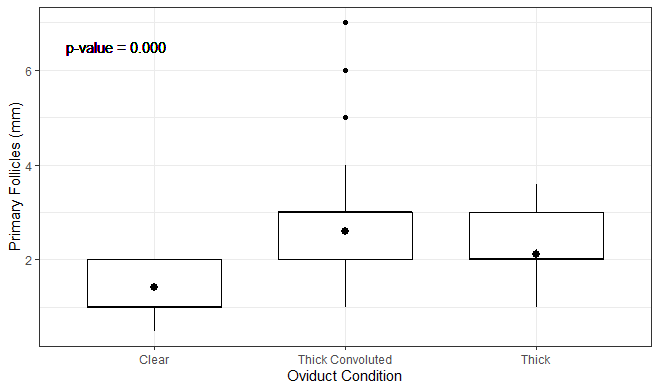 p-value = 0.000
Primary Follicles (mm)
6
4
2
Clear
Thick Convoluted
Thick
Oviduct Condition